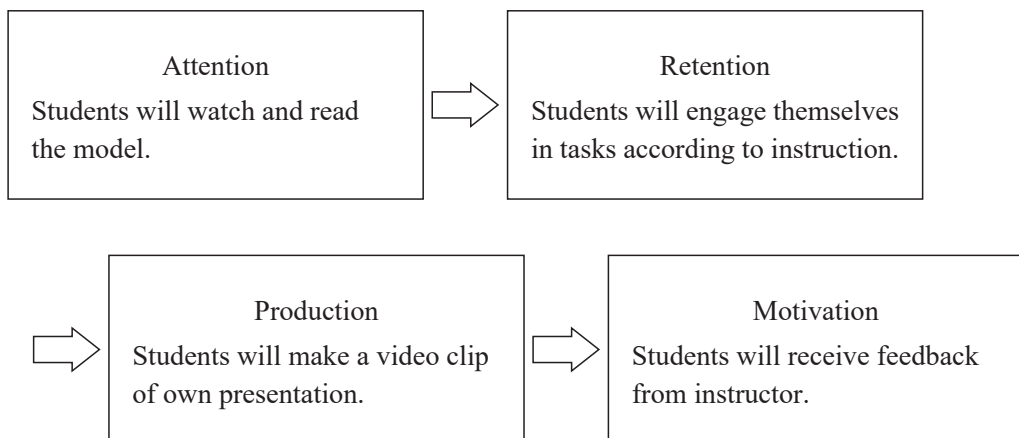 Attention
Students will watch and read
the model.
Retention
Students will engage themselves
in tasks according to instruction.
Production
Students will make a video clip
of own presentation.
Motivation
Students will receive feedback
from instructor.